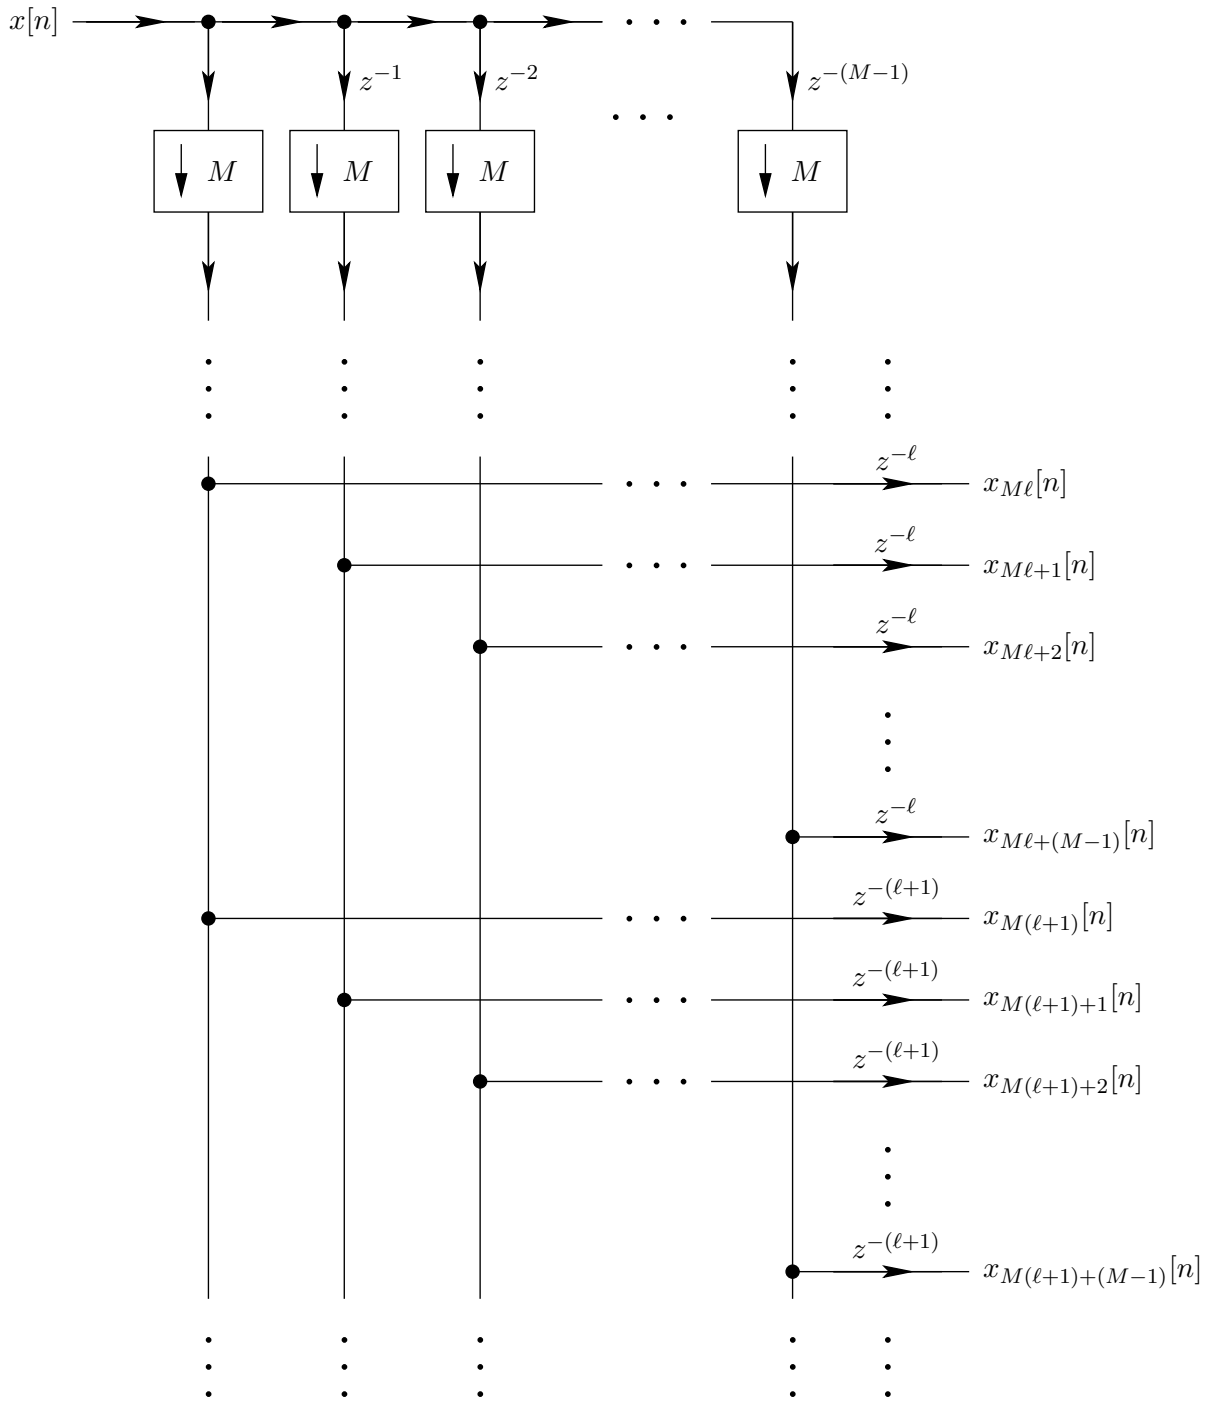 x[n]
z^{-1} z^{-2} z^{-(M-1)}
M M M M
z^{-ℓ} x_{Mℓ}[n]
z^{-ℓ} x_{Mℓ+1}[n]
z^{-ℓ} x_{Mℓ+2}[n]
z^{-ℓ} x_{Mℓ+(M-1)}[n]
z^{-(ℓ+1)} x_{M(ℓ+1)}[n]
z^{-(ℓ+1)} x_{M(ℓ+1)+1}[n]
z^{-(ℓ+1)} x_{M(ℓ+1)+2}[n]
z^{-(ℓ+1)} x_{M(ℓ+1)+(M-1)}[n]